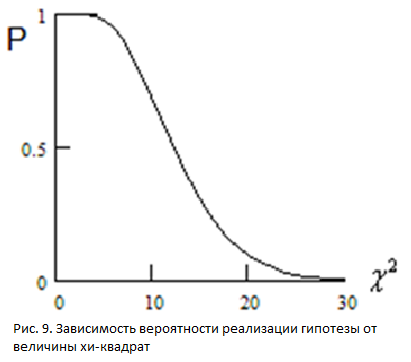 1
P
0.5
0
0 10 20 30
χ²
Рис. 9. Зависимость вероятности реализации гипотезы от
величины хи-квадрат